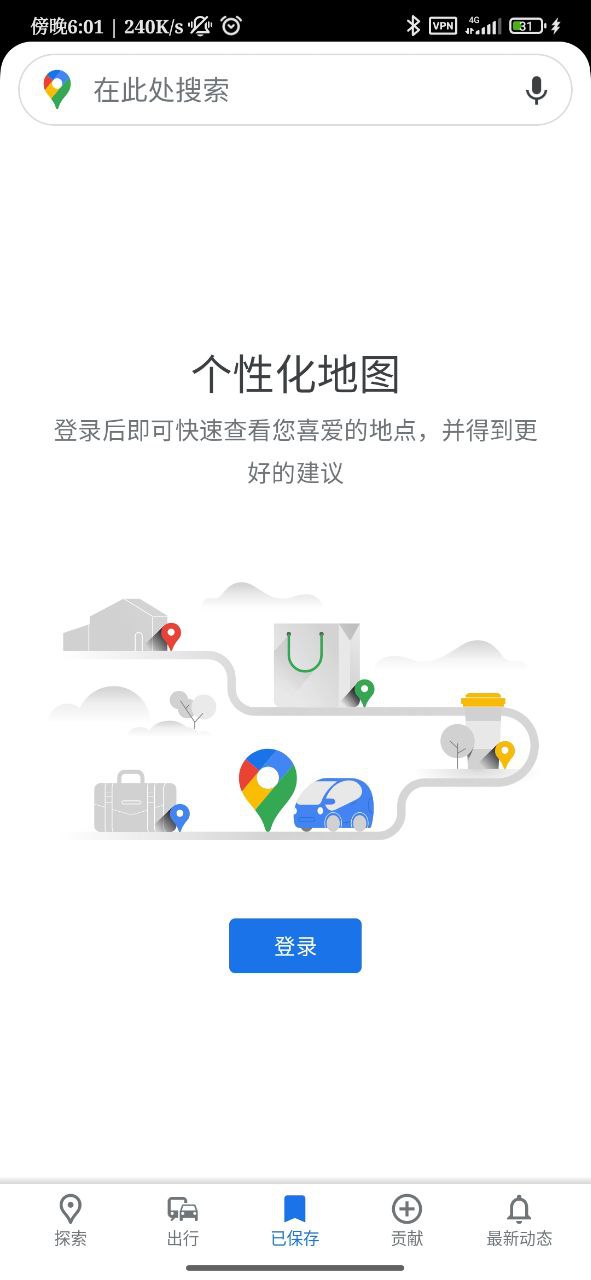 傍晚6:01 | 240K/s
VPN 4G 31
在此处搜索
个性化地图
登录后即可快速查看您喜爱的地点，并得到更
好的建议
登录
探索 出行 已保存 贡献 最新动态